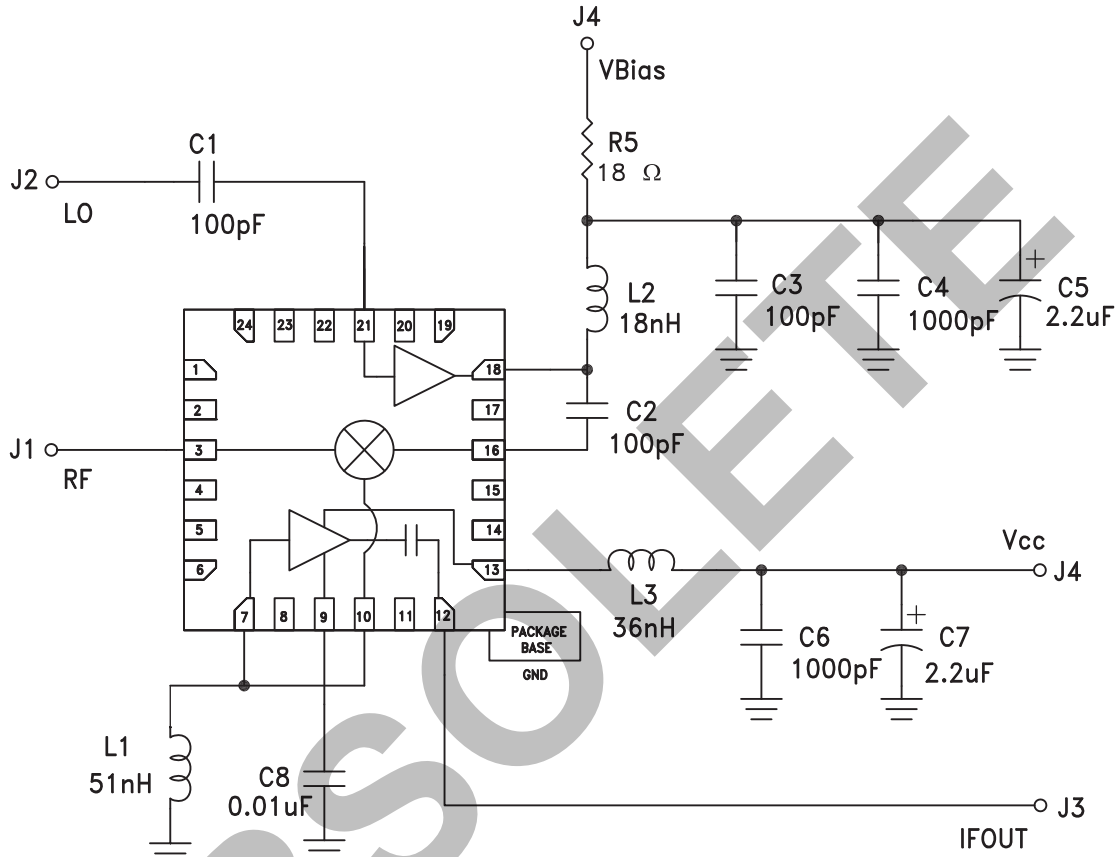 J4
VBias
R5
18 Ω
C1
100pF
J2
LO
L2
18nH
C3
100pF
C4
1000pF
+
C5
2.2uF
24
23
22
21
20
19
1
2
3
4
5
6
18
17
16
15
14
13
7
8
9
10
11
12
C2
100pF
J1
RF
L3
36nH
Vcc
J4
PACKAGE
BASE
GND
C6
1000pF
+
C7
2.2uF
L1
51nH
C8
0.01uF
J3
IFOUT
OBSOLETE